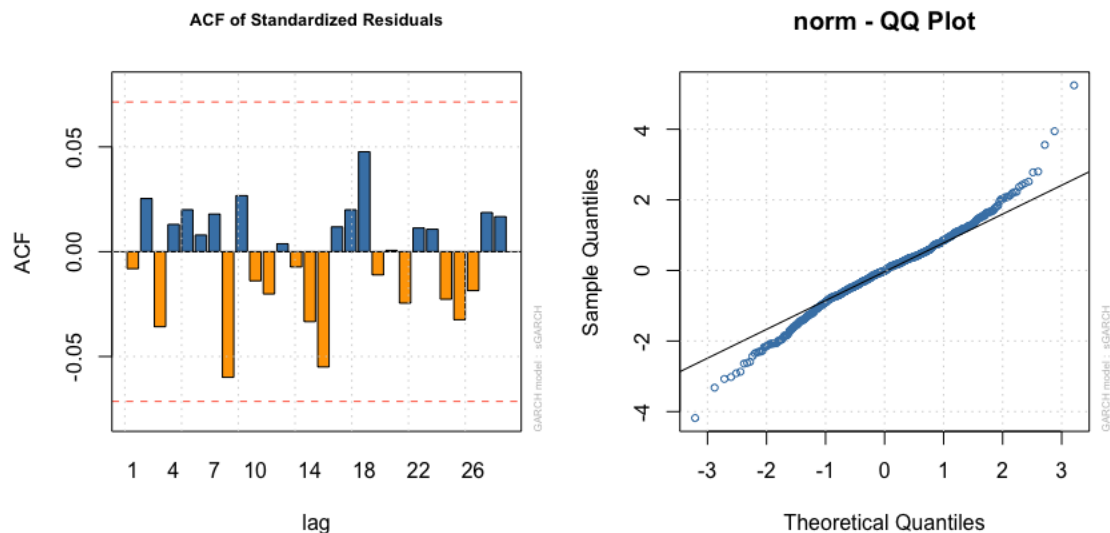 ACF of Standardized Residuals
ACF
0.05
0.00
-0.05
1 4 7 10 14 18 22 26
lag
GARCH model : sGARCH
norm - QQ Plot
Sample Quantiles
4
2
0
-2
-4
-3 -2 -1 0 1 2 3
Theoretical Quantiles
GARCH model : sGARCH